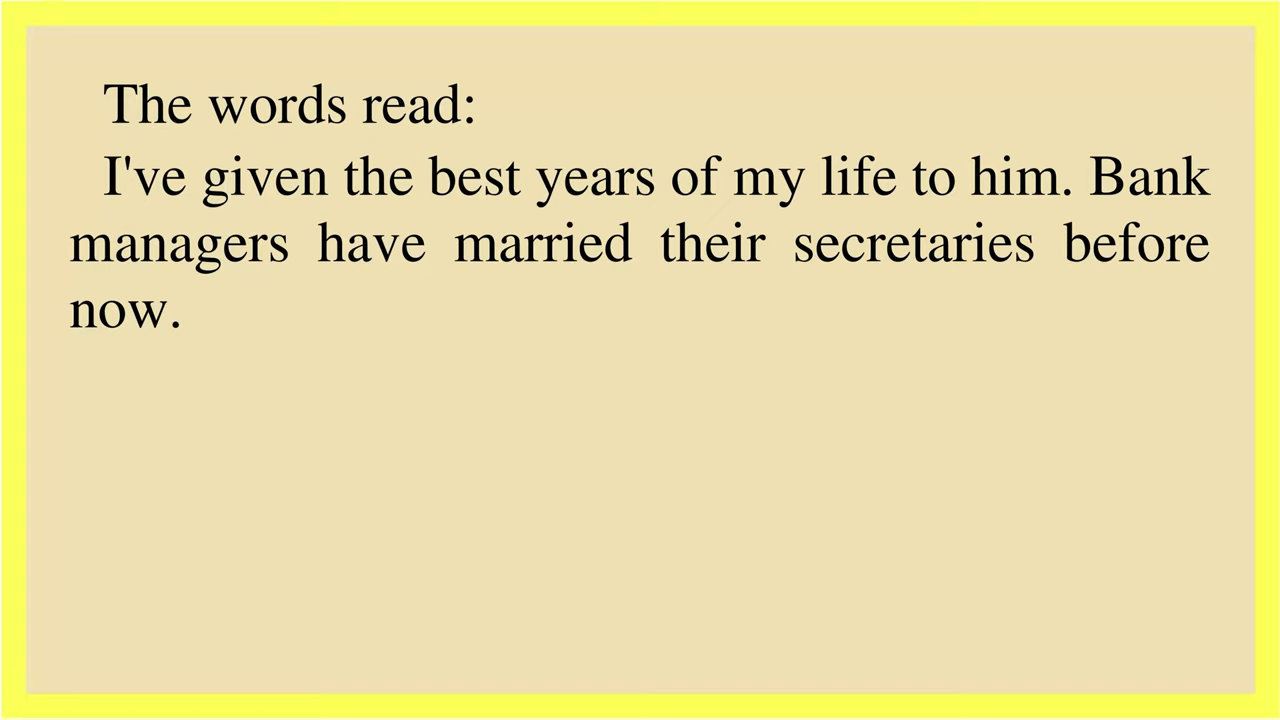 The words read:
I've given the best years of my life to him. Bank
managers have married their secretaries before
now.